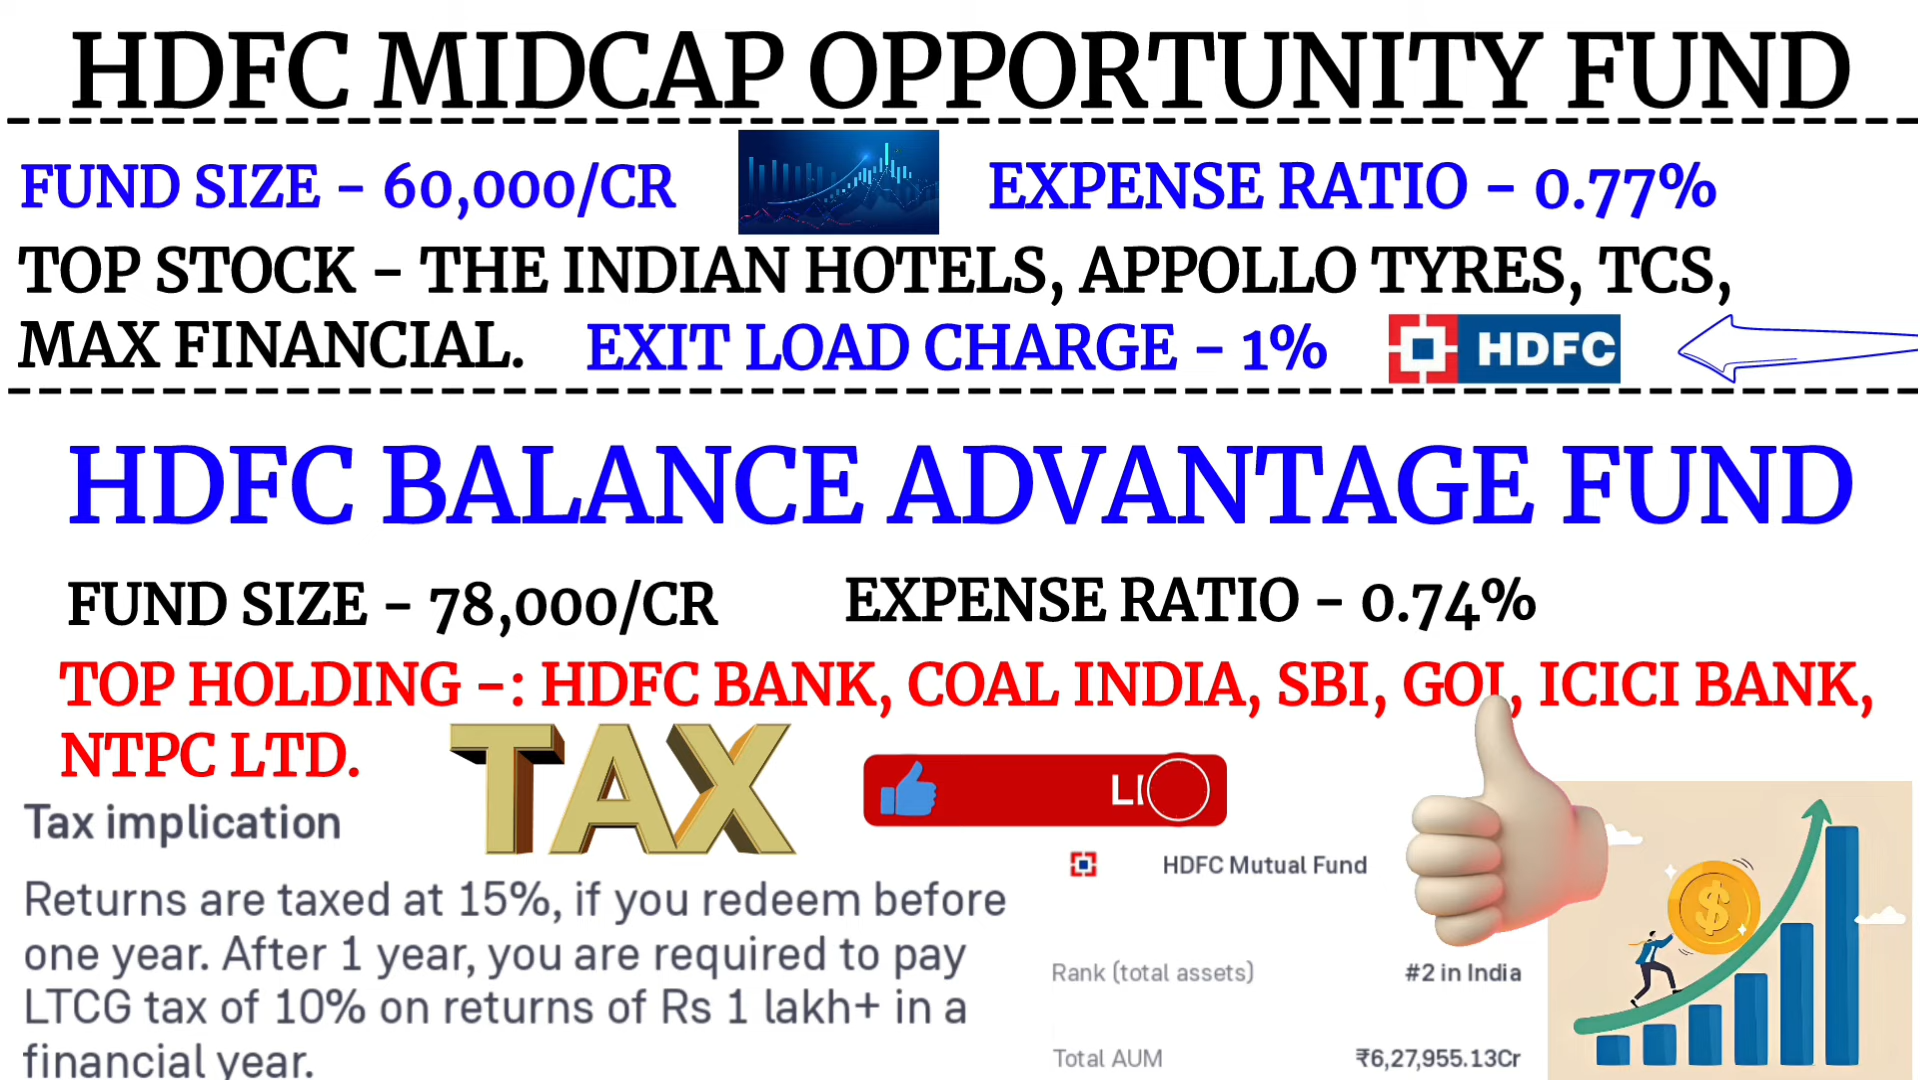 HDFC MIDCAP OPPORTUNITY FUND
FUND SIZE - 60,000/CR
EXPENSE RATIO - 0.77%
TOP STOCK - THE INDIAN HOTELS, APPOLLO TYRES, TCS,
MAX FINANCIAL.
EXIT LOAD CHARGE - 1%
HDFC
HDFC BALANCE ADVANTAGE FUND
FUND SIZE - 78,000/CR
EXPENSE RATIO - 0.74%
TOP HOLDING -: HDFC BANK, COAL INDIA, SBI, GOI, ICICI BANK,
NTPC LTD.
TAX
LI
Tax implication
HDFC Mutual Fund
Returns are taxed at 15%, if you redeem before
one year. After 1 year, you are required to pay
LTCG tax of 10% on returns of Rs 1 lakh+ in a
financial year.
Rank (total assets)
#2 in India
Total AUM
₹6,27,955.13Cr